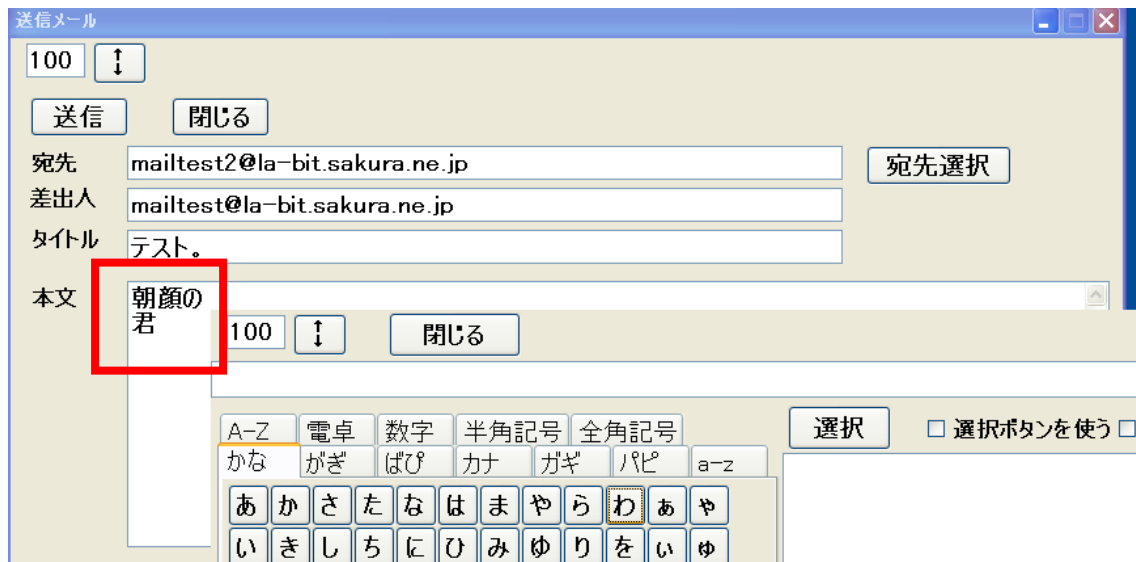 送信メール
100
送信 閉じる
宛先 mailtest2@la-bit.sakura.ne.jp 宛先選択
差出人 mailtest@la-bit.sakura.ne.jp
タイトル テスト。
本文 朝顔の
君
100 閉じる
A-Z 電卓 数字 半角記号 全角記号 選択 選択ボタンを使う
かな がぎ ばぴ カナ ガギ パピ a-z
あ か さ た な は ま や ら わ ぁ ゃ
い き し ち に ひ み ゆ り を ぃ ゅ